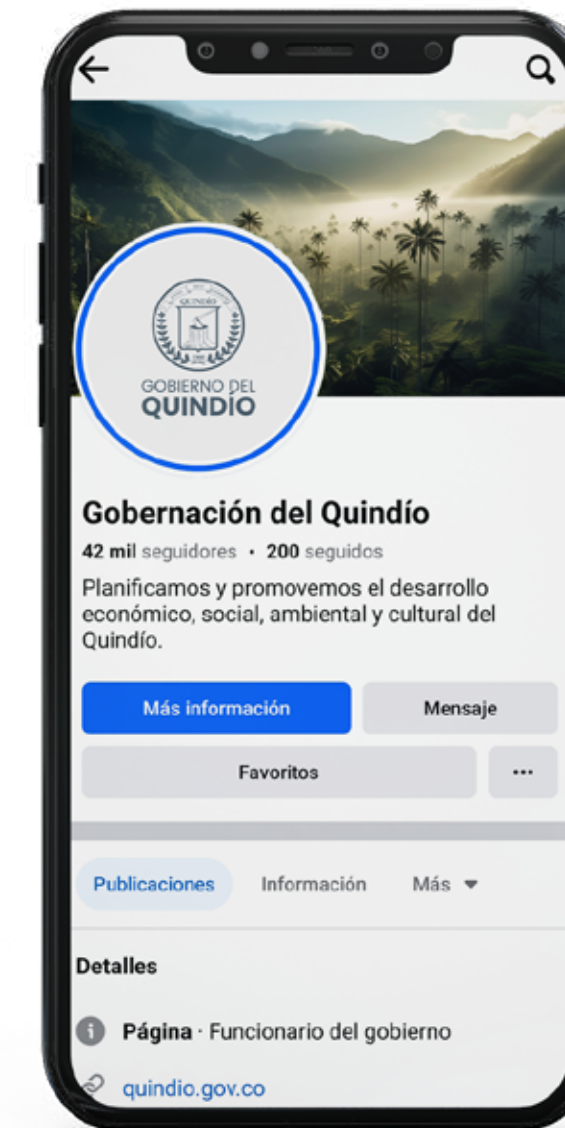 QUINDÍO
GOBIERNO DEL
QUINDÍO
Gobernación del Quindío
42 mil seguidores · 200 seguidos
Planificamos y promovemos el desarrollo
económico, social, ambiental y cultural del
Quindío.
Más información
Mensaje
Favoritos
Publicaciones
Información
Más
Detalles
Página · Funcionario del gobierno
quindio.gov.co